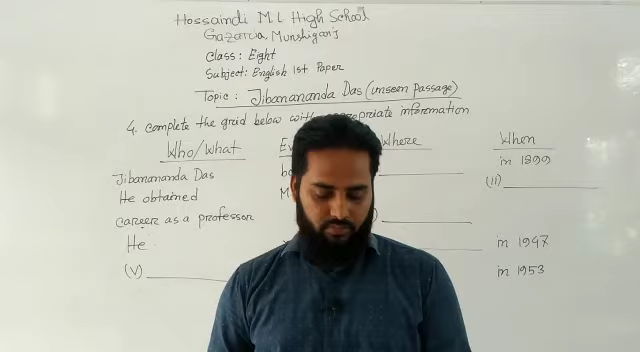 Hossaindi M.L High School
Gazaria Munshiganj
Class: Eight
Subject: English 1st Paper
Topic: Jibanananda Das (unseen passage)
4. complete the grid below information
Who/What Where When
Jibanananda Das in 1899
He obtained (II)
career as a professor
He in 1947
(V) in 1953